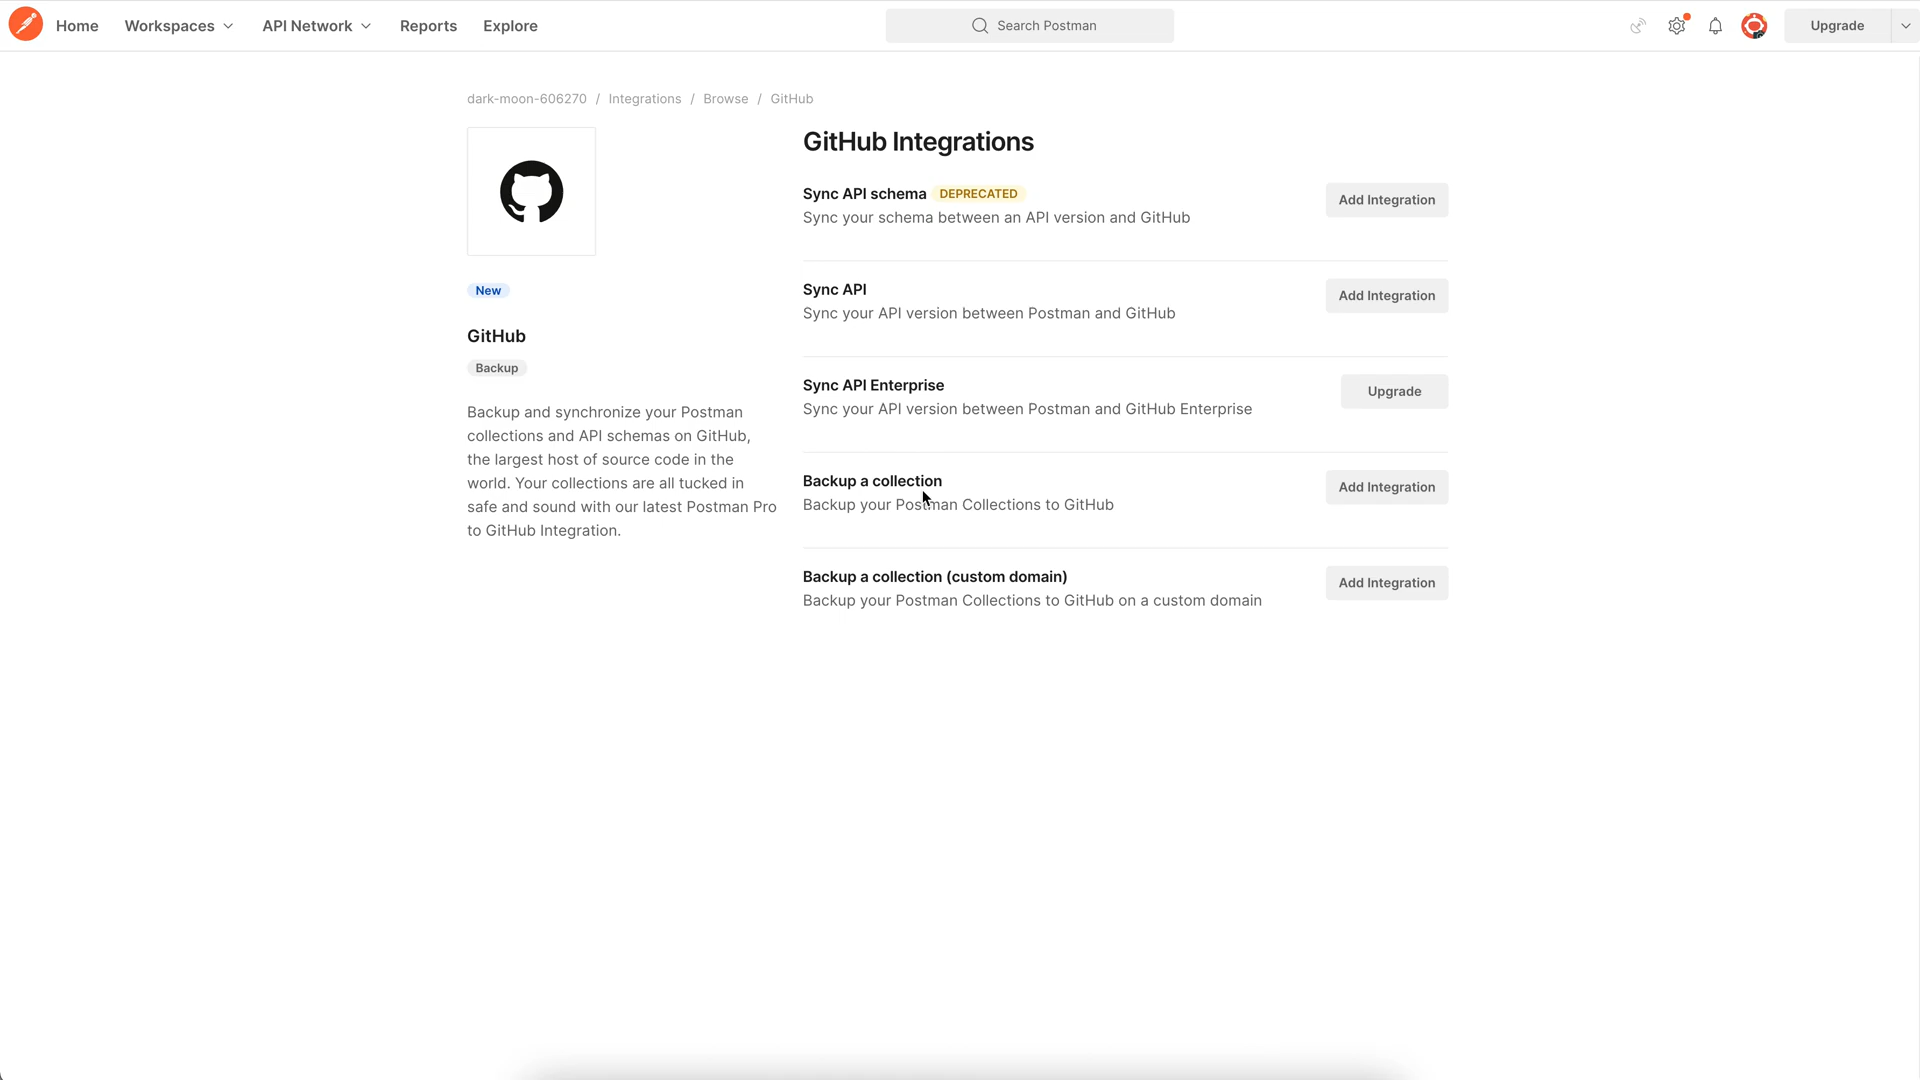 Home
Workspaces
API Network
Reports
Explore
Search Postman
Upgrade
dark-moon-606270 / Integrations / Browse / GitHub
New
GitHub
Backup
Backup and synchronize your Postman
collections and API schemas on GitHub,
the largest host of source code in the
world. Your collections are all tucked in
safe and sound with our latest Postman Pro
to GitHub Integration.
GitHub Integrations
Sync API schema DEPRECATED
Sync your schema between an API version and GitHub
Add Integration
Sync API
Sync your API version between Postman and GitHub
Add Integration
Sync API Enterprise
Sync your API version between Postman and GitHub Enterprise
Upgrade
Backup a collection
Backup your Postman Collections to GitHub
Add Integration
Backup a collection (custom domain)
Backup your Postman Collections to GitHub on a custom domain
Add Integration